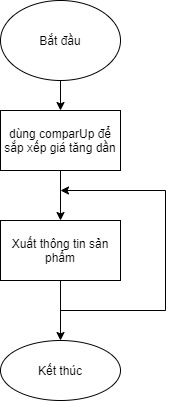 Bắt đầu
dùng comparUp để
sắp xếp giá tăng dần
Xuất thông tin sản
phẩm
Kết thúc